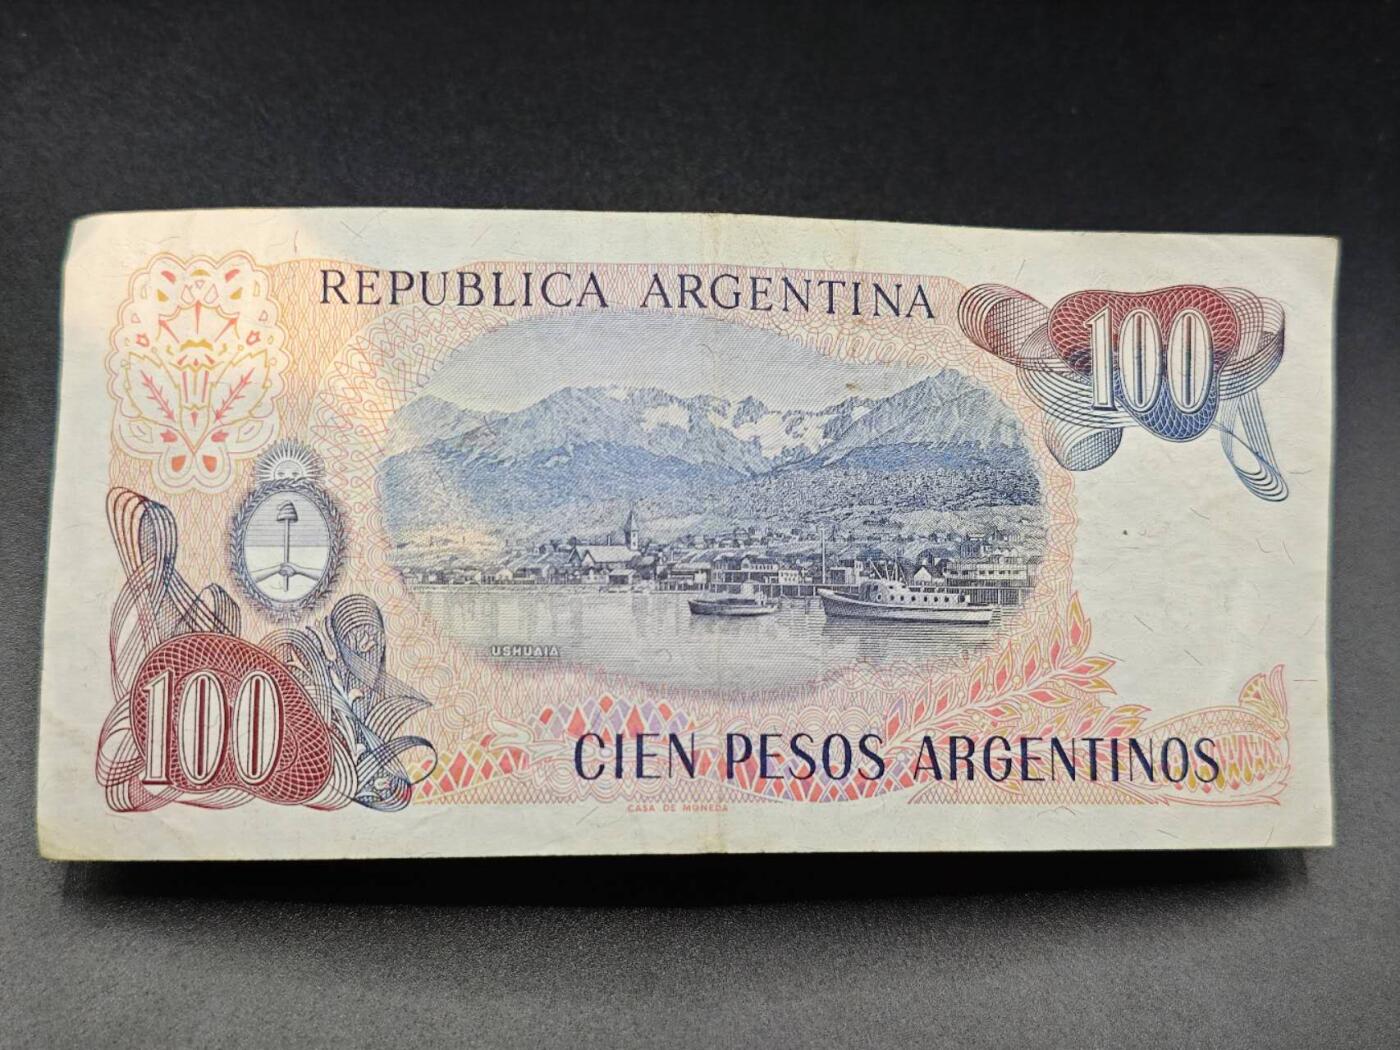 REPUBLICA ARGENTINA
100
USHUAIA
100
CIEN PESOS ARGENTINOS
CASA DE MONEDA